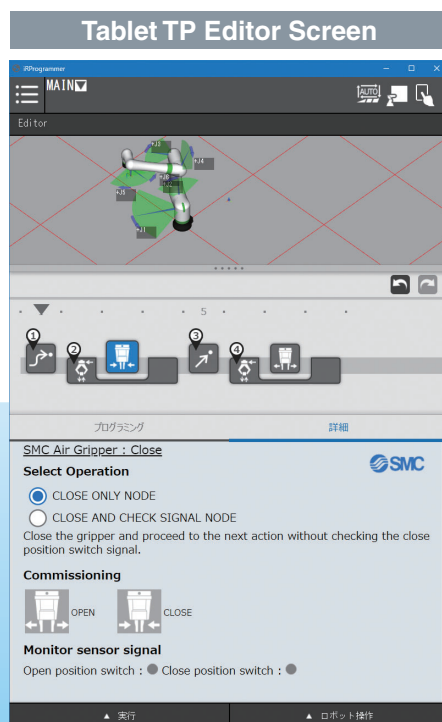 Tablet TP Editor Screen
iRProgrammer
MAIN
AUTO
Editor
+J3
+J4
+J5
+J1
5
1
2
3
4
プログラミング
詳細
SMC Air Gripper : Close
SMC
Select Operation
CLOSE ONLY NODE
CLOSE AND CHECK SIGNAL NODE
Close the gripper and proceed to the next action without checking the close
position switch signal.
Commissioning
OPEN
CLOSE
Monitor sensor signal
Open position switch :
Close position switch :
▲ 実行
▲ ロボット操作